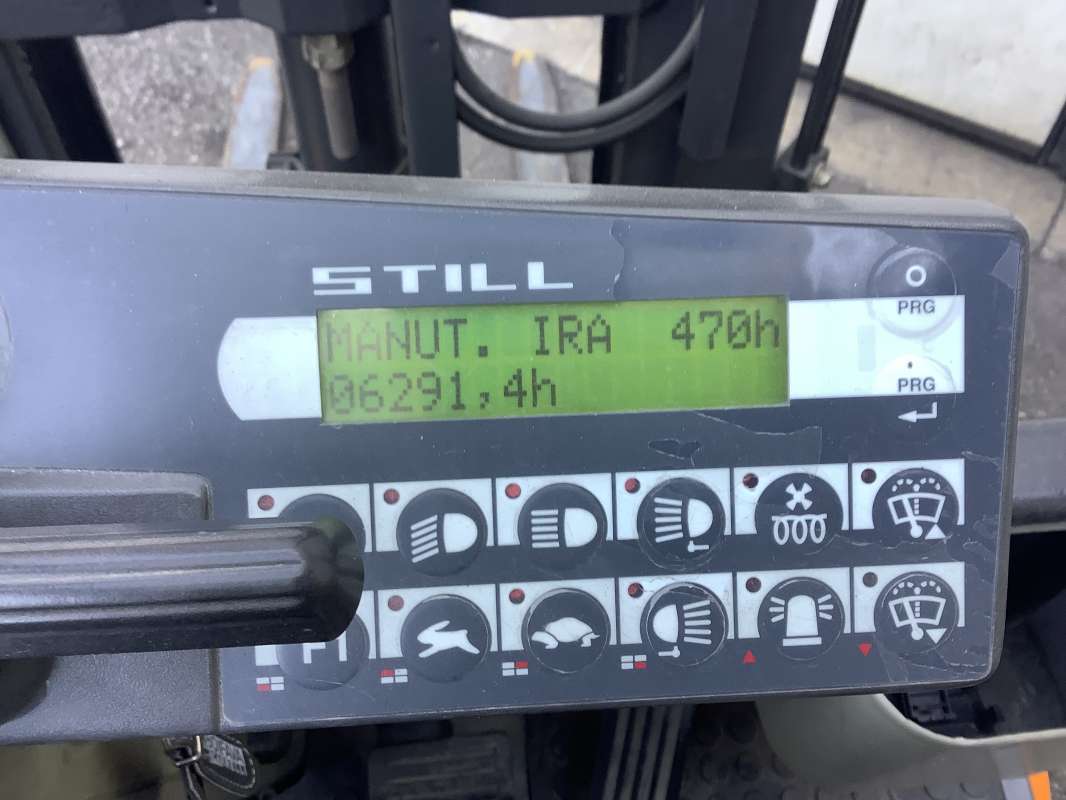 STILL
MANUT. IRA 470h
06291,4h
PRG
PRG